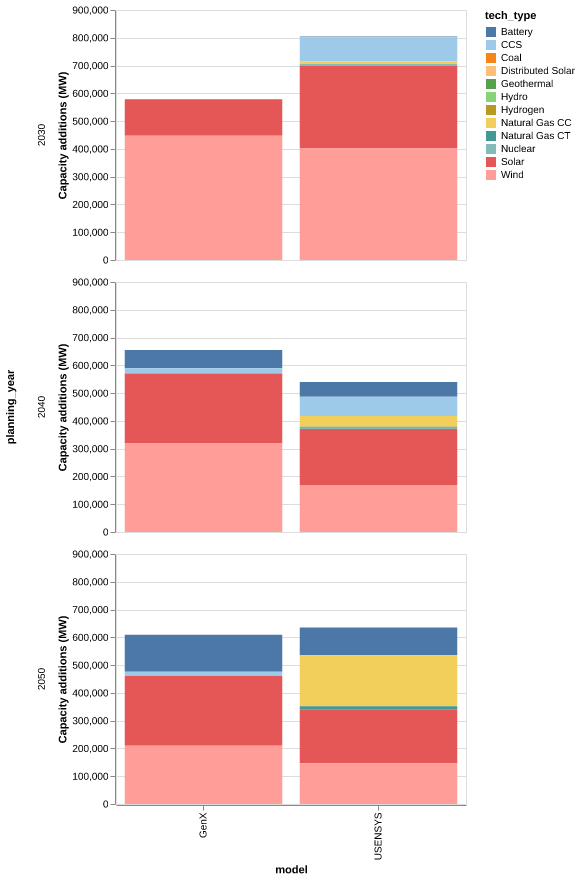 tech_type
Battery
CCS
Coal
Distributed Solar
Geothermal
Hydro
Hydrogen
Natural Gas CC
Natural Gas CT
Nuclear
Solar
Wind
planning_year
2030
Capacity additions (MW)
900,000
800,000
700,000
600,000
500,000
400,000
300,000
200,000
100,000
0
2040
Capacity additions (MW)
900,000
800,000
700,000
600,000
500,000
400,000
300,000
200,000
100,000
0
2050
Capacity additions (MW)
900,000
800,000
700,000
600,000
500,000
400,000
300,000
200,000
100,000
0
GenX
USENSYS
model